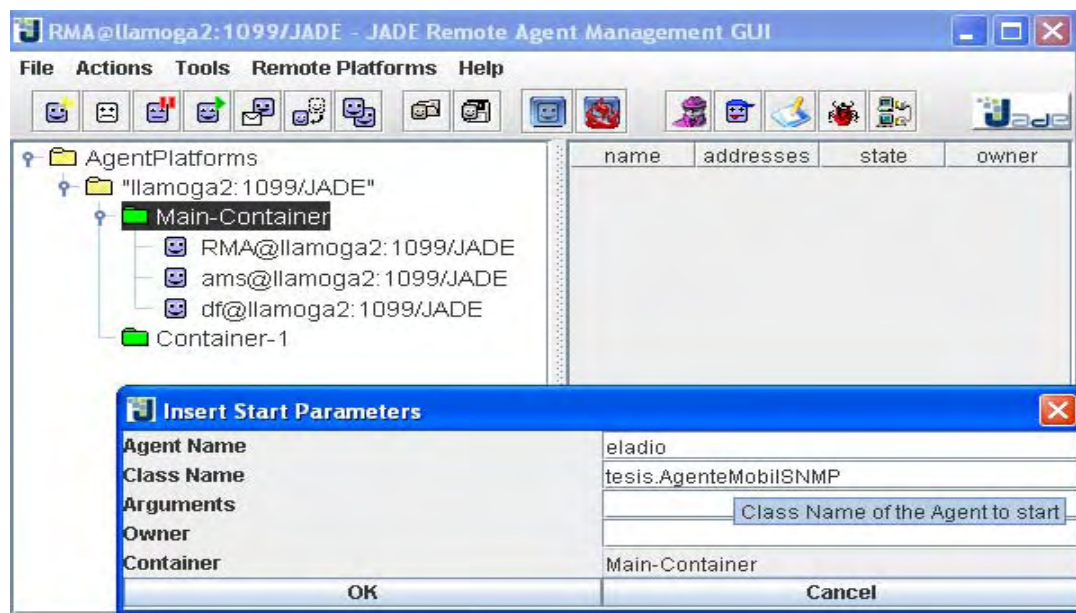 RMA@llamoga2:1099/JADE - JADE Remote Agent Management GUI
File Actions Tools Remote Platforms Help
Jade
AgentPlatforms
name addresses state owner
"llamoga2:1099/JADE"
Main-Container
RMA@llamoga2:1099/JADE
ams@llamoga2:1099/JADE
df@llamoga2:1099/JADE
Container-1
Insert Start Parameters
Agent Name eladio
Class Name tesis.AgenteMobilSNMP
Arguments
Class Name of the Agent to start
Owner
Container Main-Container
OK Cancel